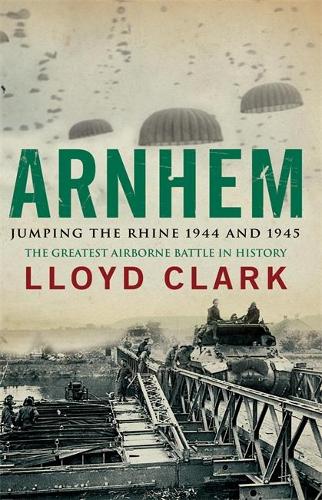 ARNHEM
JUMPING THE RHINE 1944 AND 1945
THE GREATEST AIRBORNE BATTLE IN HISTORY
LLOYD CLARK